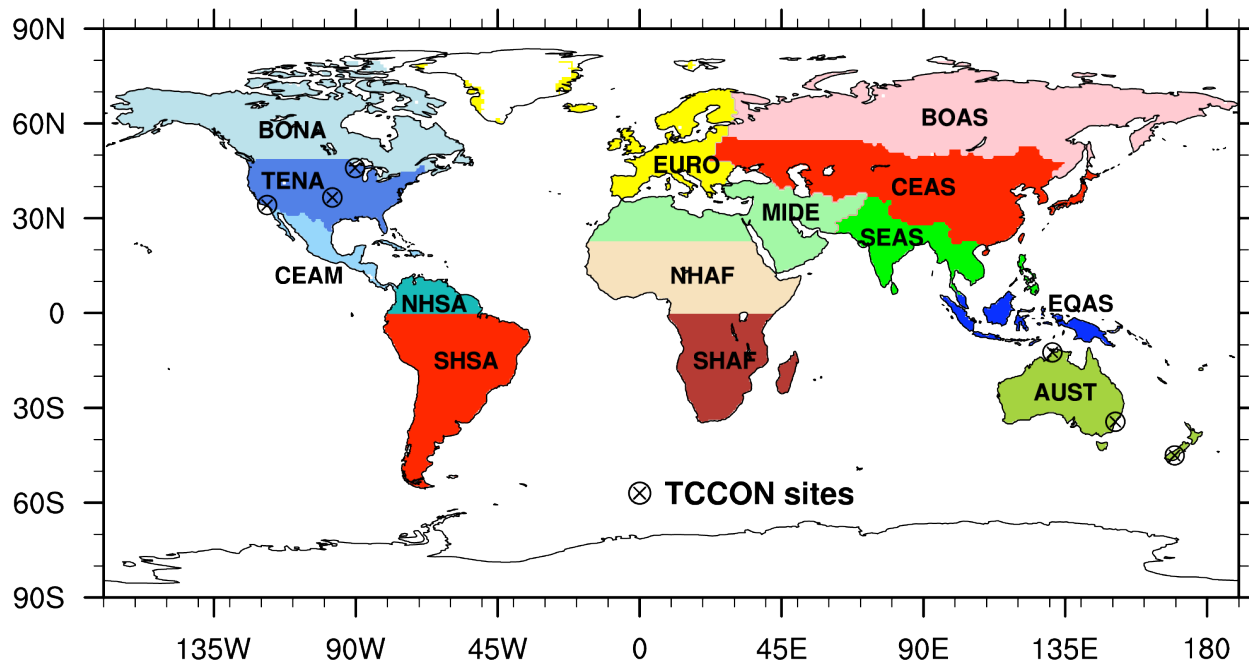 90N
60N
30N
0
30S
60S
90S
BONA
BOAS
EURO
TENA
CEAS
MIDE
SEAS
CEAM
NHAF
NHSA
EQAS
SHSA
SHAF
AUST
TCCON sites
135W
90W
45W
0
45E
90E
135E
180